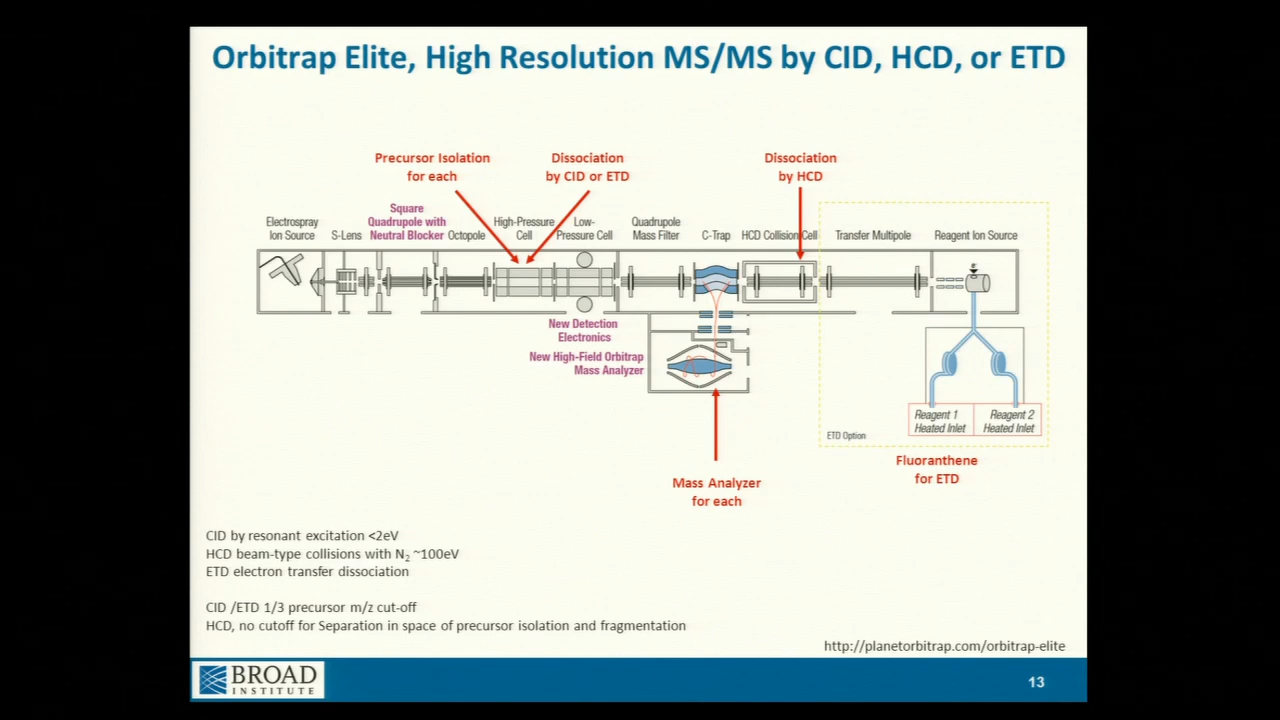 Orbitrap Elite, High Resolution MS/MS by CID, HCD, or ETD
Precursor Isolation
for each
Dissociation
by CID or ETD
Dissociation
by HCD
Electrospray
Ion Source
S-Lens
Square
Quadrupole with
Neutral Blocker
Octopole
High-Pressure
Cell
Low-
Pressure Cell
Quadrupole
Mass Filter
C-Trap
HCD Collision Cell
Transfer Multipole
Reagent Ion Source
e-
New Detection
Electronics
New High-Field Orbitrap
Mass Analyzer
Reagent 1
Heated Inlet
Reagent 2
Heated Inlet
ETD Option
Fluoranthene
for ETD
Mass Analyzer
for each
CID by resonant excitation <2eV
HCD beam-type collisions with N2 ~100eV
ETD electron transfer dissociation
CID /ETD 1/3 precursor m/z cut-off
HCD, no cutoff for Separation in space of precursor isolation and fragmentation
http://planetorbitrap.com/orbitrap-elite
BROAD
INSTITUTE
13